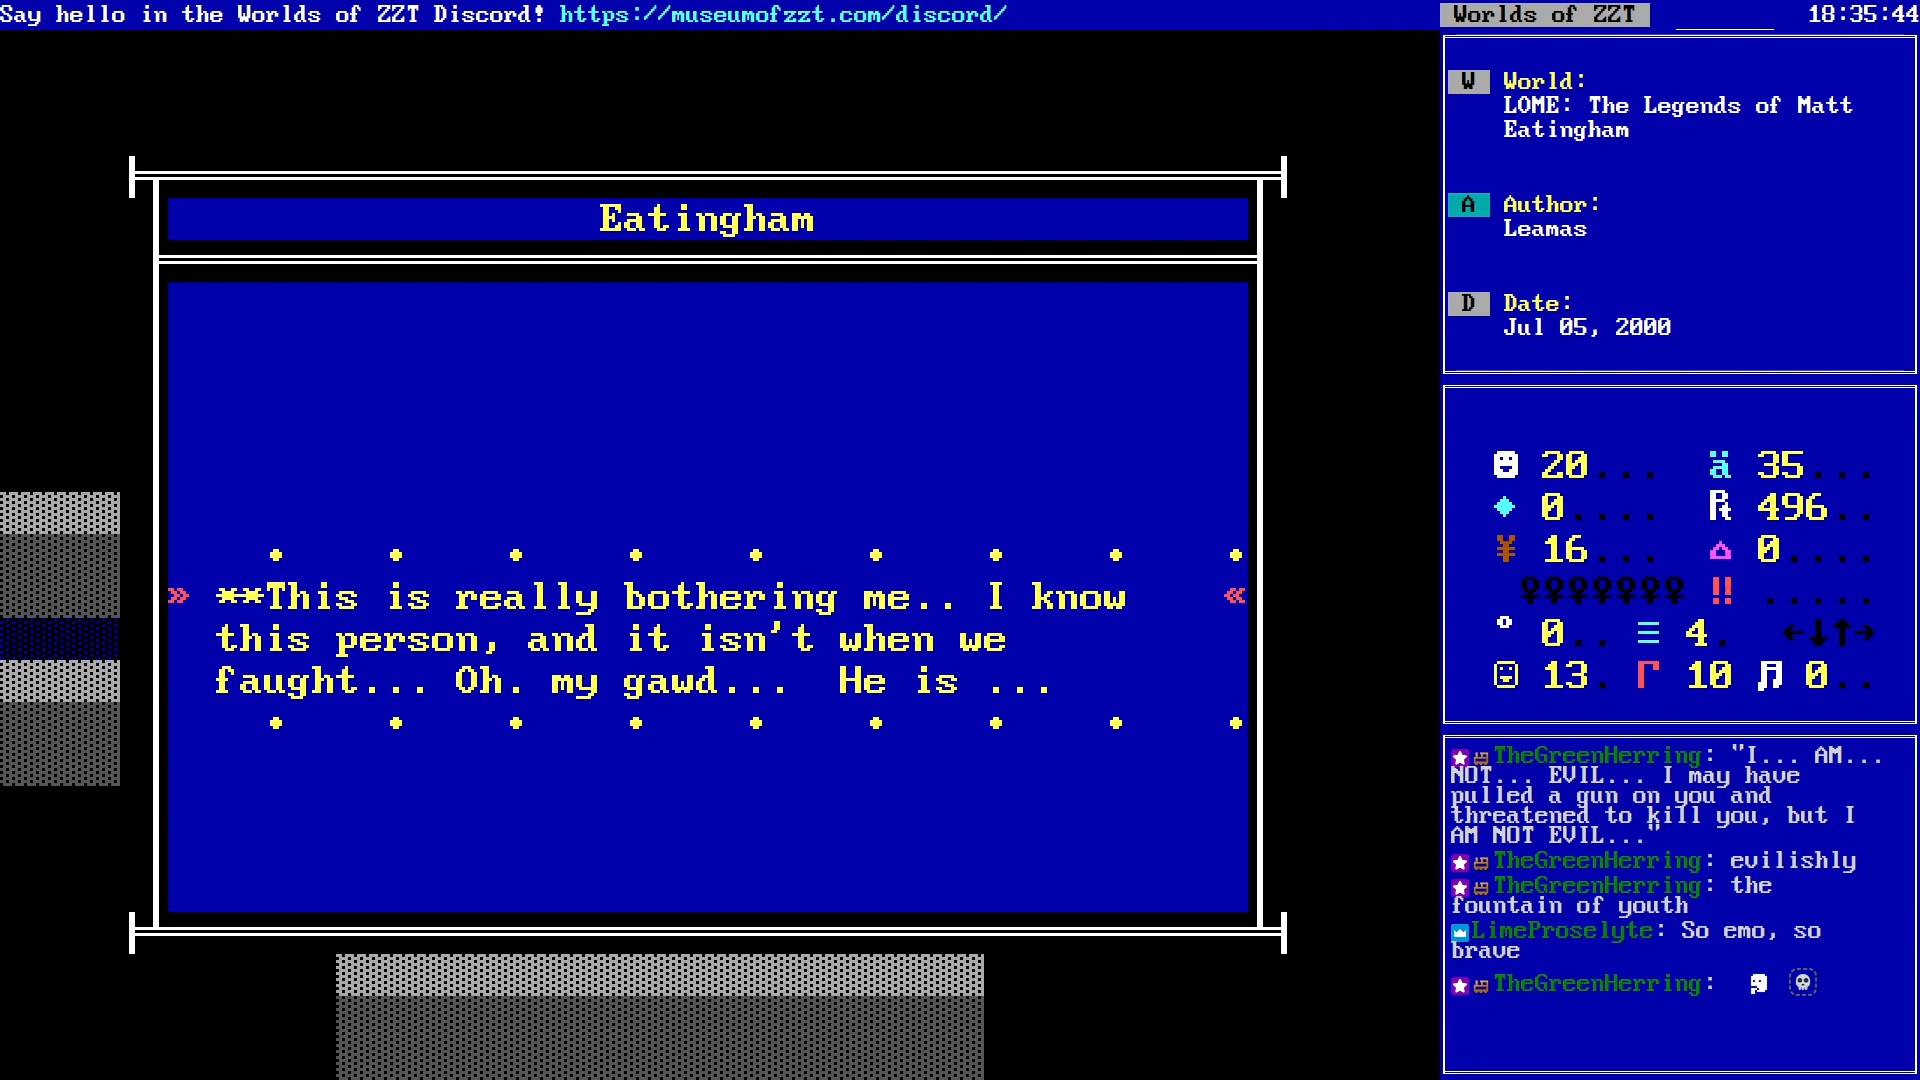 Say hello in the Worlds of ZZT Discord! https://museumofzzt.com/discord/
Worlds of ZZT
18:35:44
W World:
LOME: The Legends of Matt
Eatingham
A Author:
Leamas
D Date:
Jul 05, 2000
Eatingham
» **This is really bothering me.. I know «
this person, and it isn't when we
faught... Oh. my gawd... He is ...
20... ä 35...
0.... 496..
¥ 16... 0....
♀♀♀♀♀♀♀ ‼ .....
0.. ≡ 4. ←↓↑→
13. 10 0..
TheGreenHerring: "I... AM...
NOT... EVIL... I may have
pulled a gun on you and
threatened to kill you, but I
AM NOT EVIL..."
TheGreenHerring: evilishly
TheGreenHerring: the
fountain of youth
LimeProselyte: So emo, so
brave
TheGreenHerring: